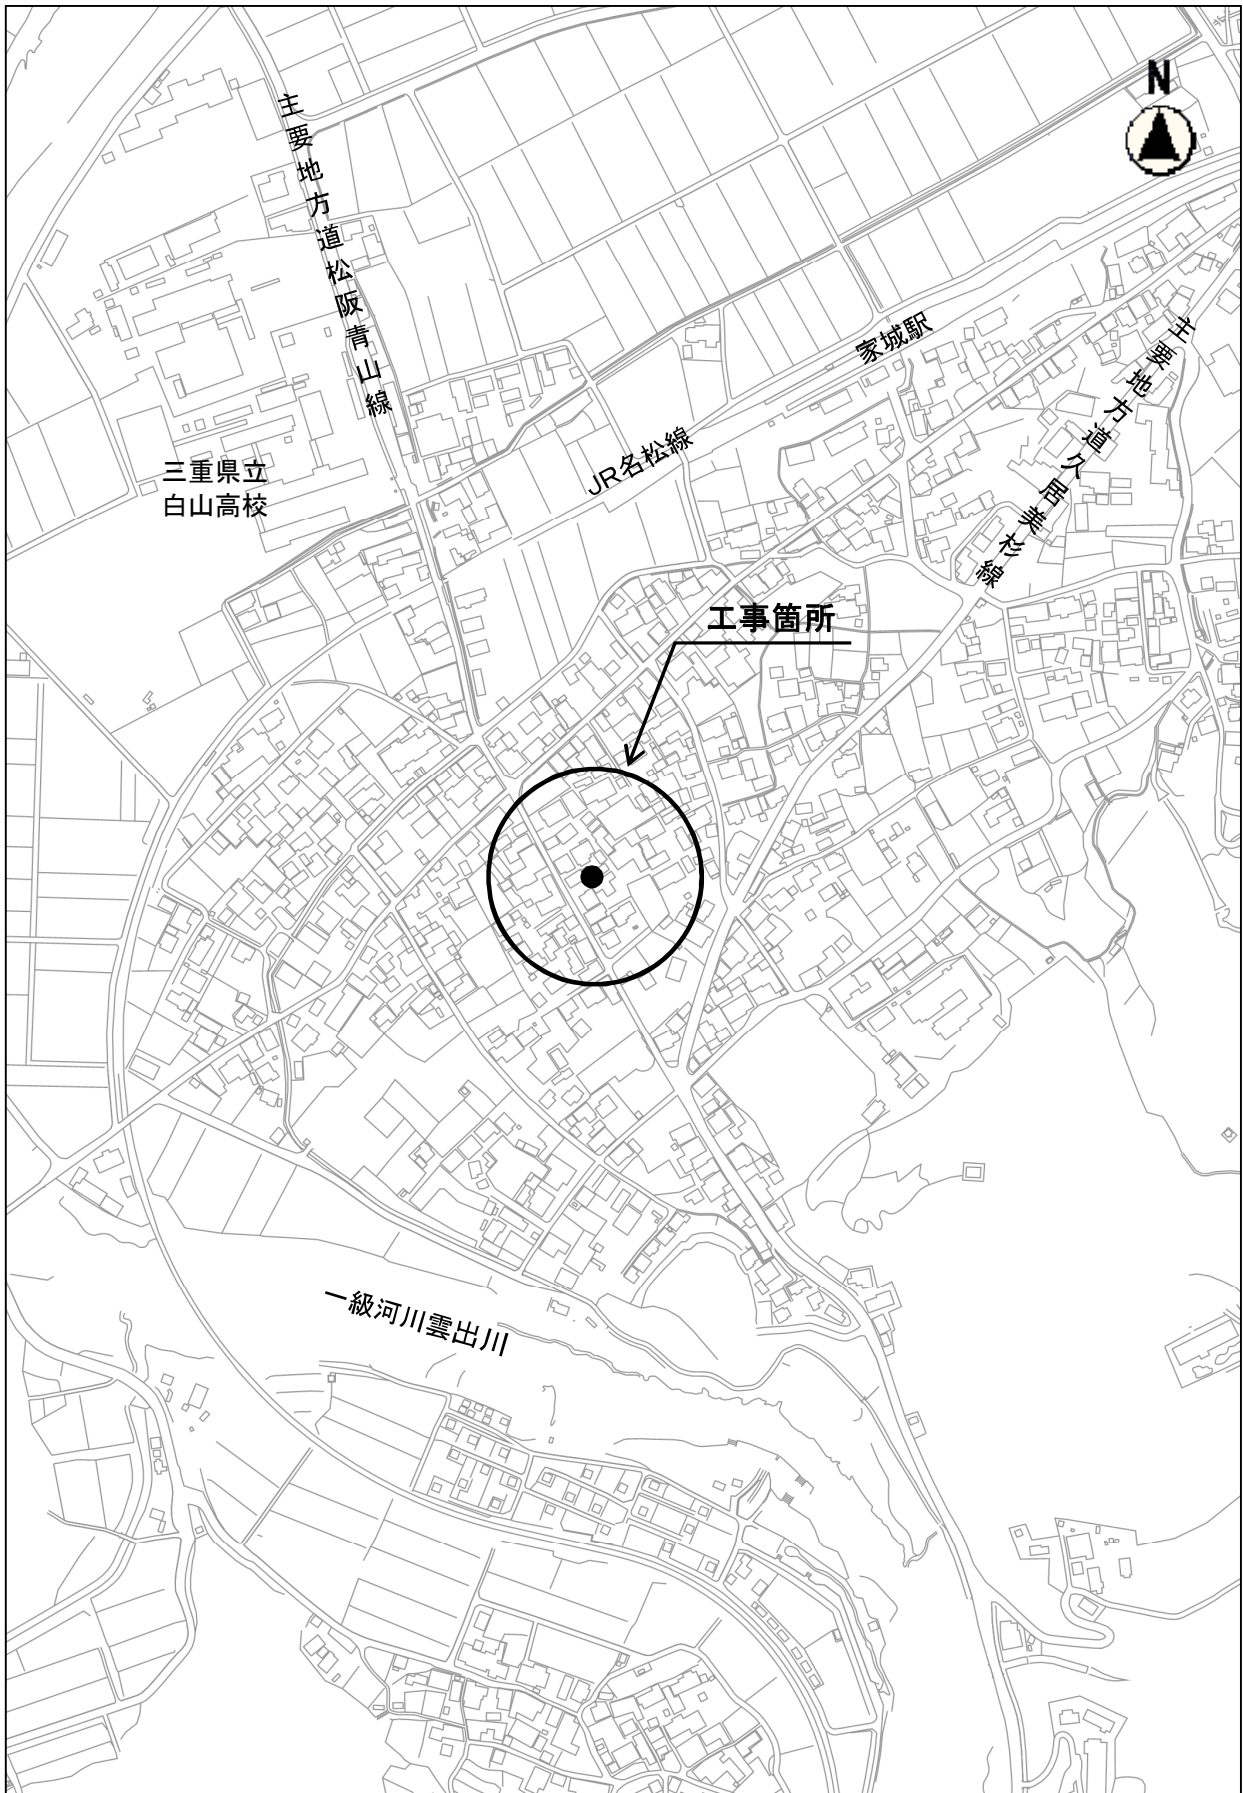 N
主要地方道松阪青山線
家城駅
主要地方道久居美杉線
JR名松線
三重県立
白山高校
工事箇所
一級河川雲出川